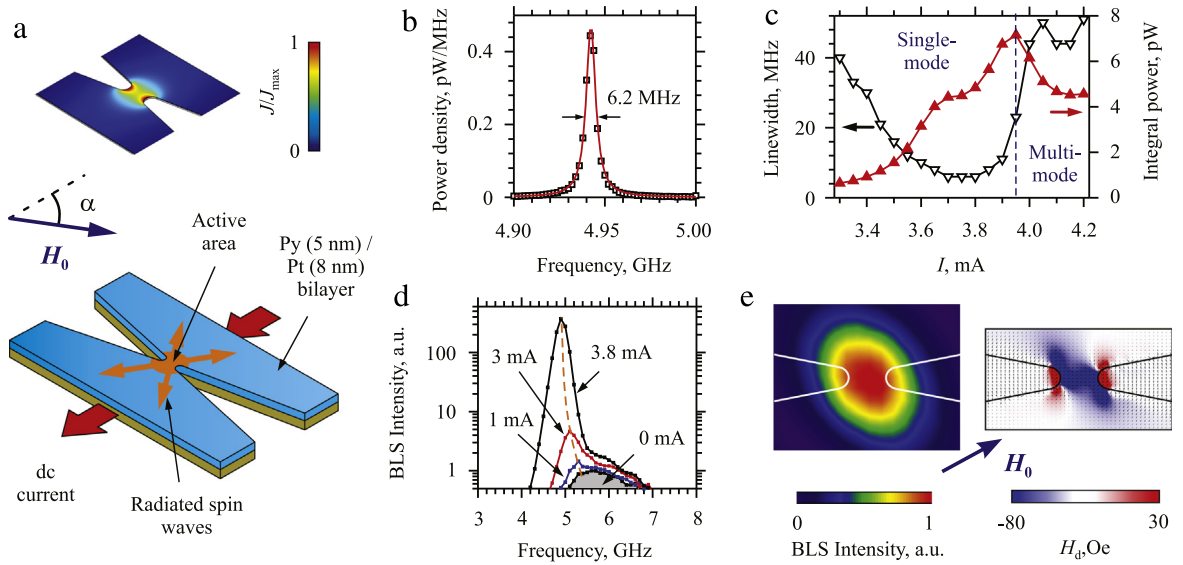 a
1
J/Jmax
0
α
H0
Active
area
Py (5 nm) /
Pt (8 nm)
bilayer
dc
current
Radiated spin
waves
b
Power density, pW/MHz
0.4
0.2
0
6.2 MHz
4.90
4.95
5.00
Frequency, GHz
c
Linewidth, MHz
40
20
0
Single-
mode
Multi-
mode
8
6
4
2
0
Integral power, pW
3.4
3.6
3.8
4.0
4.2
I, mA
d
BLS Intensity, a.u.
100
10
1
3 mA
3.8 mA
1 mA
0 mA
3
4
5
6
7
8
Frequency, GHz
e
H0
0
1
BLS Intensity, a.u.
-80
30
Hd,Oe